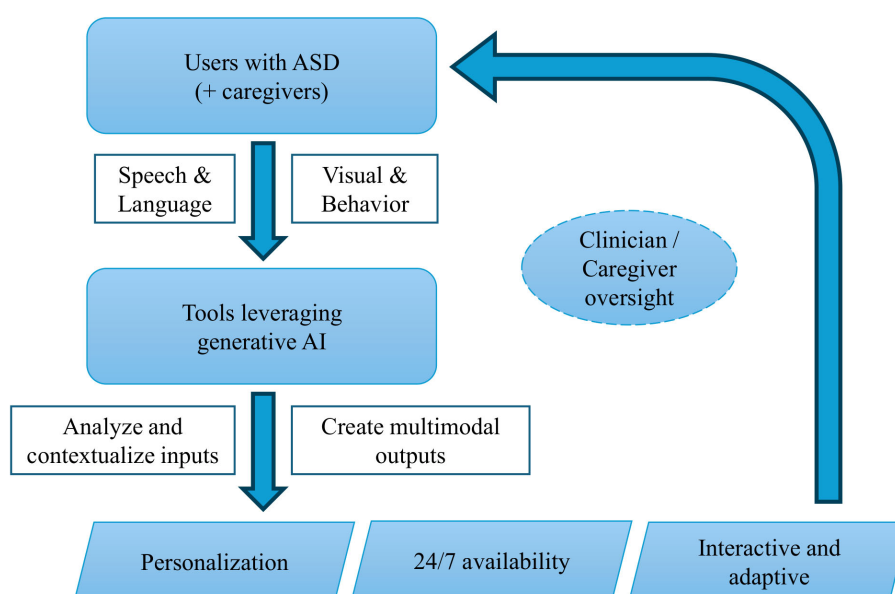 Users with ASD
(+ caregivers)
Speech &
Language
Visual &
Behavior
Clinician /
Caregiver
oversight
Tools leveraging
generative AI
Analyze and
contextualize inputs
Create multimodal
outputs
Personalization
24/7 availability
Interactive and
adaptive